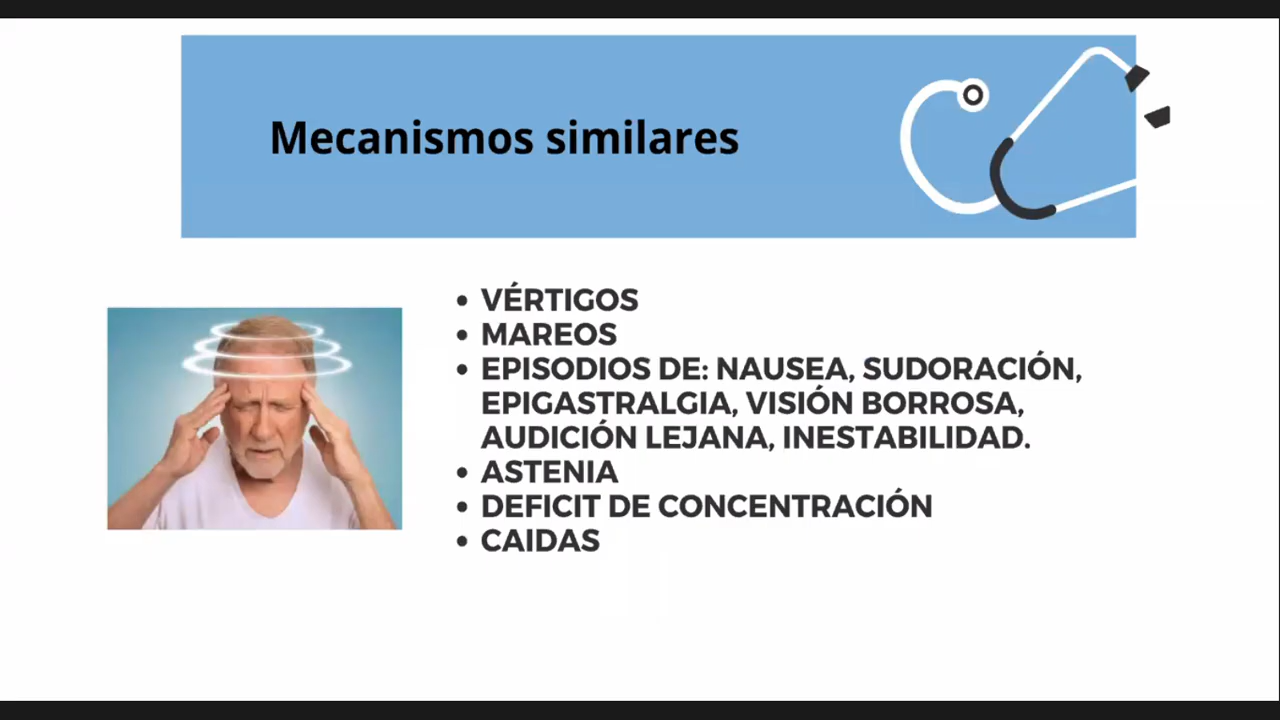 Mecanismos similares
• VÉRTIGOS
• MAREOS
• EPISODIOS DE: NAUSEA, SUDORACIÓN,
EPIGASTRALGIA, VISIÓN BORROSA,
AUDICIÓN LEJANA, INESTABILIDAD.
• ASTENIA
• DEFICIT DE CONCENTRACIÓN
• CAIDAS